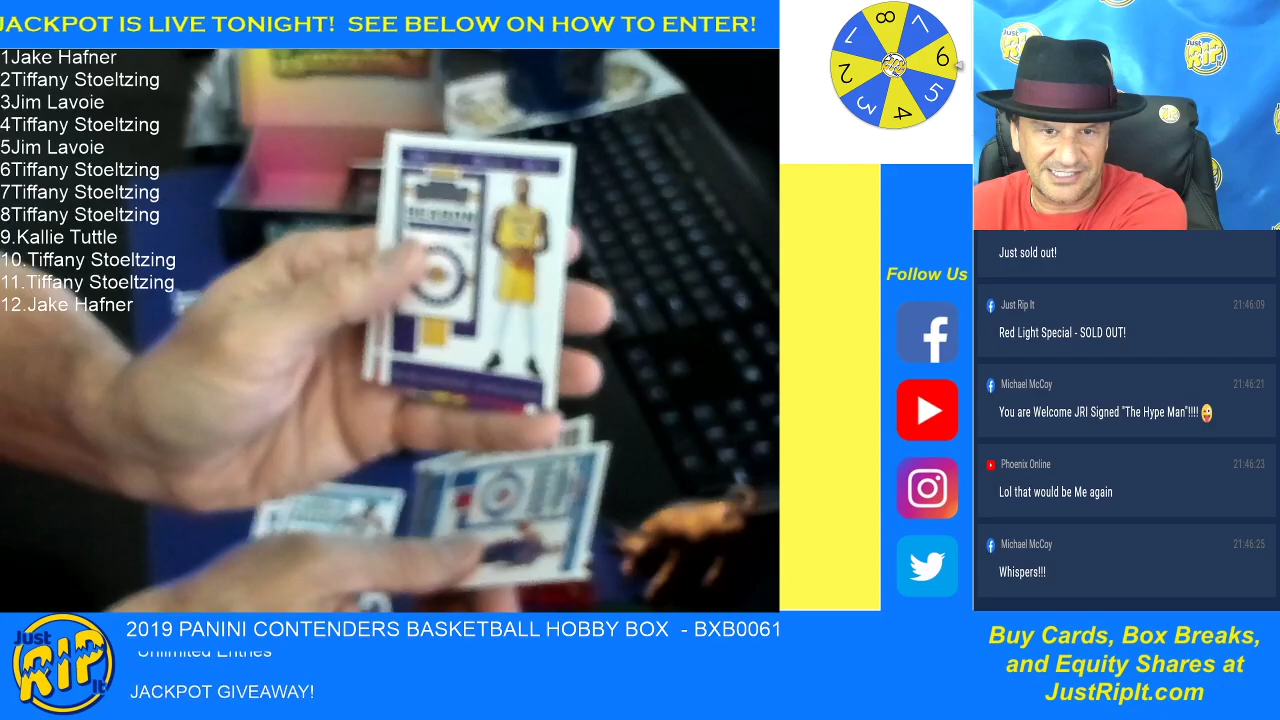 JACKPOT IS LIVE TONIGHT!  SEE BELOW ON HOW TO ENTER!
1Jake Hafner
2Tiffany Stoeltzing
3Jim Lavoie
4Tiffany Stoeltzing
5Jim Lavoie
6Tiffany Stoeltzing
7Tiffany Stoeltzing
8Tiffany Stoeltzing
9.Kallie Tuttle
10.Tiffany Stoeltzing
11.Tiffany Stoeltzing
12.Jake Hafner
8
7
6
5
4
3
2
1
Just RIP It
Follow Us
Just sold out!
Just Rip It 21:46:09
Red Light Special - SOLD OUT!
Michael McCoy 21:46:21
You are Welcome JRI Signed "The Hype Man"!!!! 😜
Phoenix Online 21:46:23
Lol that would be Me again
Michael McCoy 21:46:25
Whispers!!!
Just
RIP
It
2019 PANINI CONTENDERS BASKETBALL HOBBY BOX  - BXB0061
Unlimited Entries
JACKPOT GIVEAWAY!
Buy Cards, Box Breaks,
and Equity Shares at
JustRipIt.com